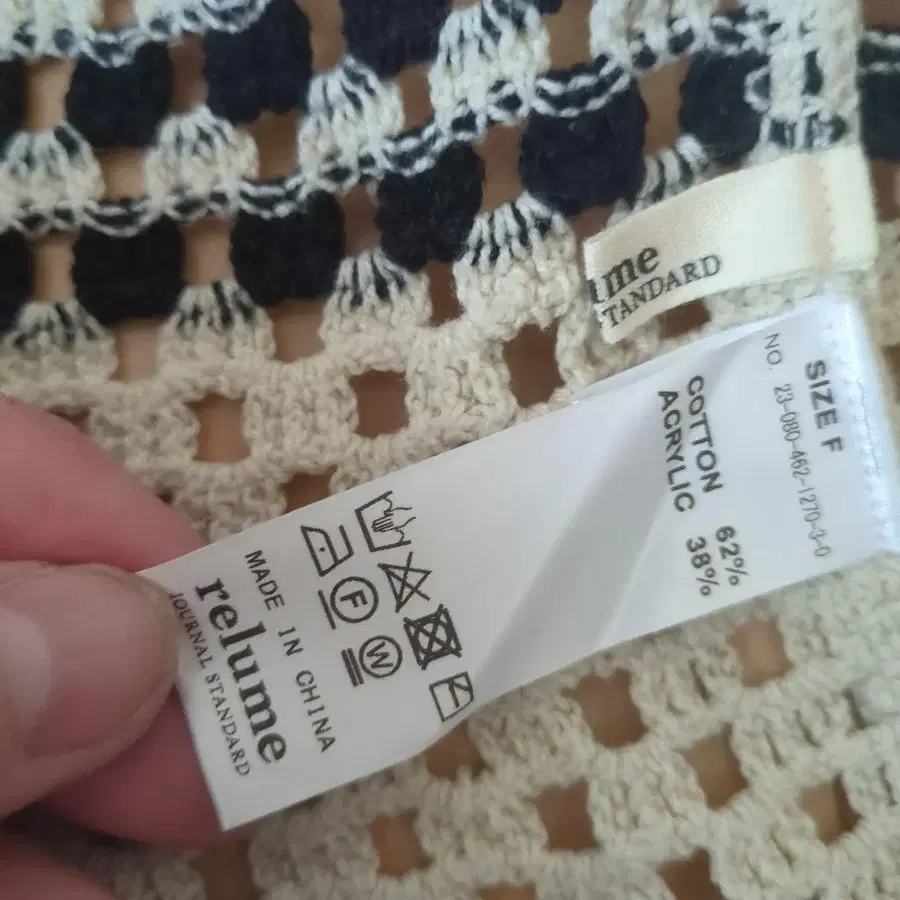 TANDARD
SIZE F
NO. 23-080-462-1270-3-0
COTTON 62%
ACRYLIC 38%
F
W
MADE IN CHINA
relume
JOURNAL STANDARD